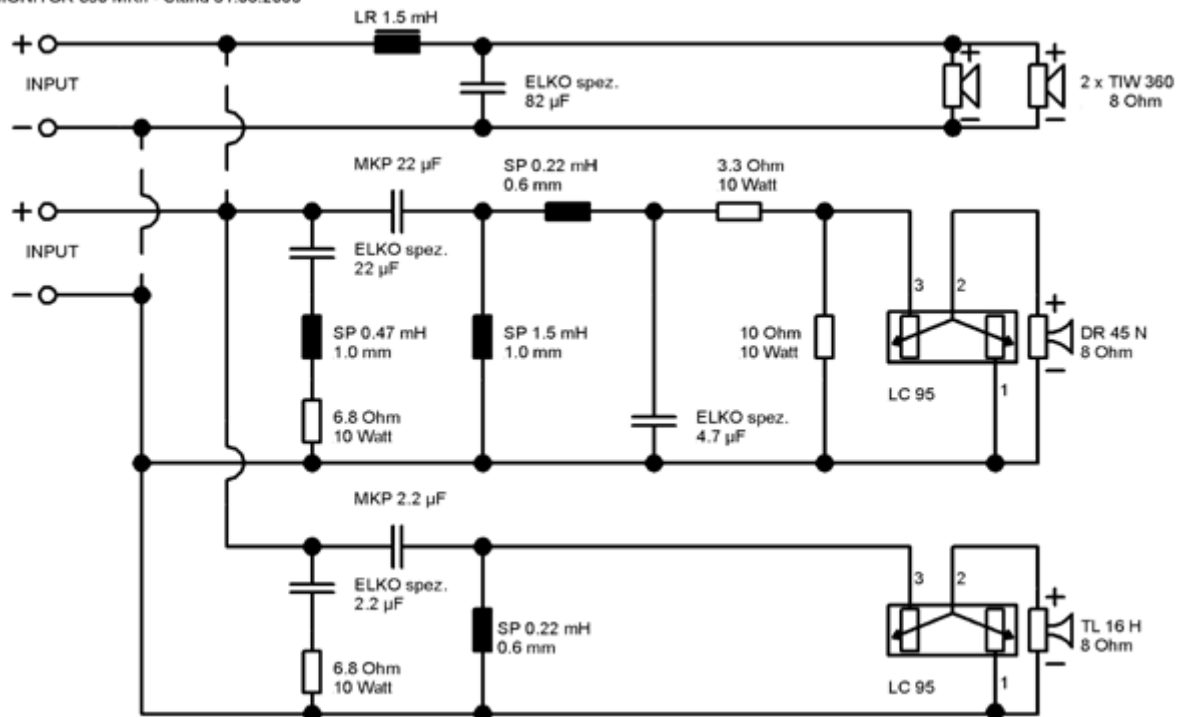 LR 1.5 mH
+
INPUT
−
ELKO spez.
82 µF
+
−
+
−
2 x TIW 360
8 Ohm
MKP 22 µF
SP 0.22 mH
0.6 mm
3.3 Ohm
10 Watt
+
INPUT
−
ELKO spez.
22 µF
SP 0.47 mH
1.0 mm
6.8 Ohm
10 Watt
SP 1.5 mH
1.0 mm
ELKO spez.
4.7 µF
10 Ohm
10 Watt
3
2
1
LC 95
+
−
DR 45 N
8 Ohm
MKP 2.2 µF
ELKO spez.
2.2 µF
6.8 Ohm
10 Watt
SP 0.22 mH
0.6 mm
3
2
1
LC 95
+
−
TL 16 H
8 Ohm